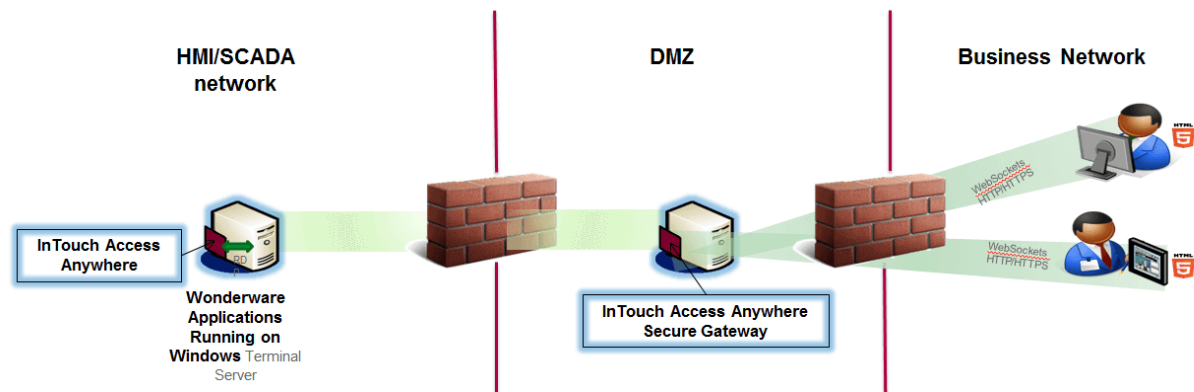 HMI/SCADA
network
DMZ
Business Network
HTML
5
WebSockets
HTTP/HTTPS
InTouch Access
Anywhere
RD
P
WebSockets
HTTP/HTTPS
HTML
5
Wonderware
Applications
Running on
Windows Terminal
Server
InTouch Access Anywhere
Secure Gateway